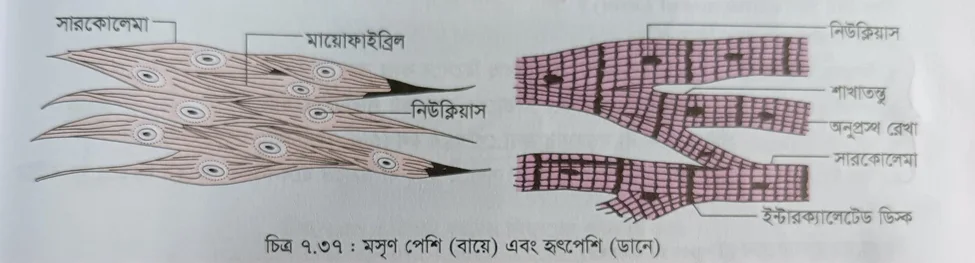 সারকোলেমা
মায়োফাইব্রিল
নিউক্লিয়াস
নিউক্লিয়াস
শাখাতন্তু
অনুপ্রস্থ রেখা
সারকোলেমা
ইন্টারক্যালেটেড ডিস্ক
চিত্র ৭.৩৭ : মসৃণ পেশি (বায়ে) এবং হৃৎপেশি (ডানে)